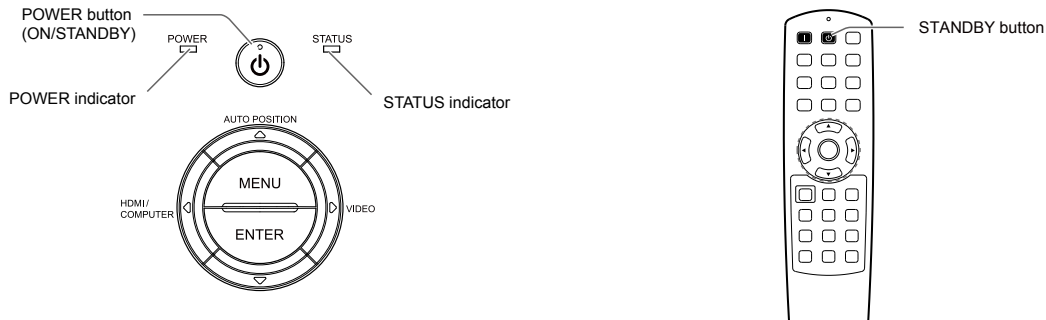 POWER button
(ON/STANDBY)
POWER
STATUS
STANDBY button
POWER indicator
STATUS indicator
AUTO POSITION
MENU
HDMI/
COMPUTER
VIDEO
ENTER